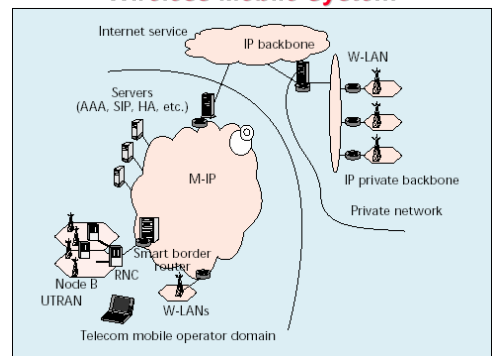 Wireless Mobile System
Internet service
IP backbone
W-LAN
Servers
(AAA, SIP, HA, etc.)
M-IP
IP private backbone
Private network
Smart border
router
RNC
Node B
UTRAN
W-LANs
Telecom mobile operator domain